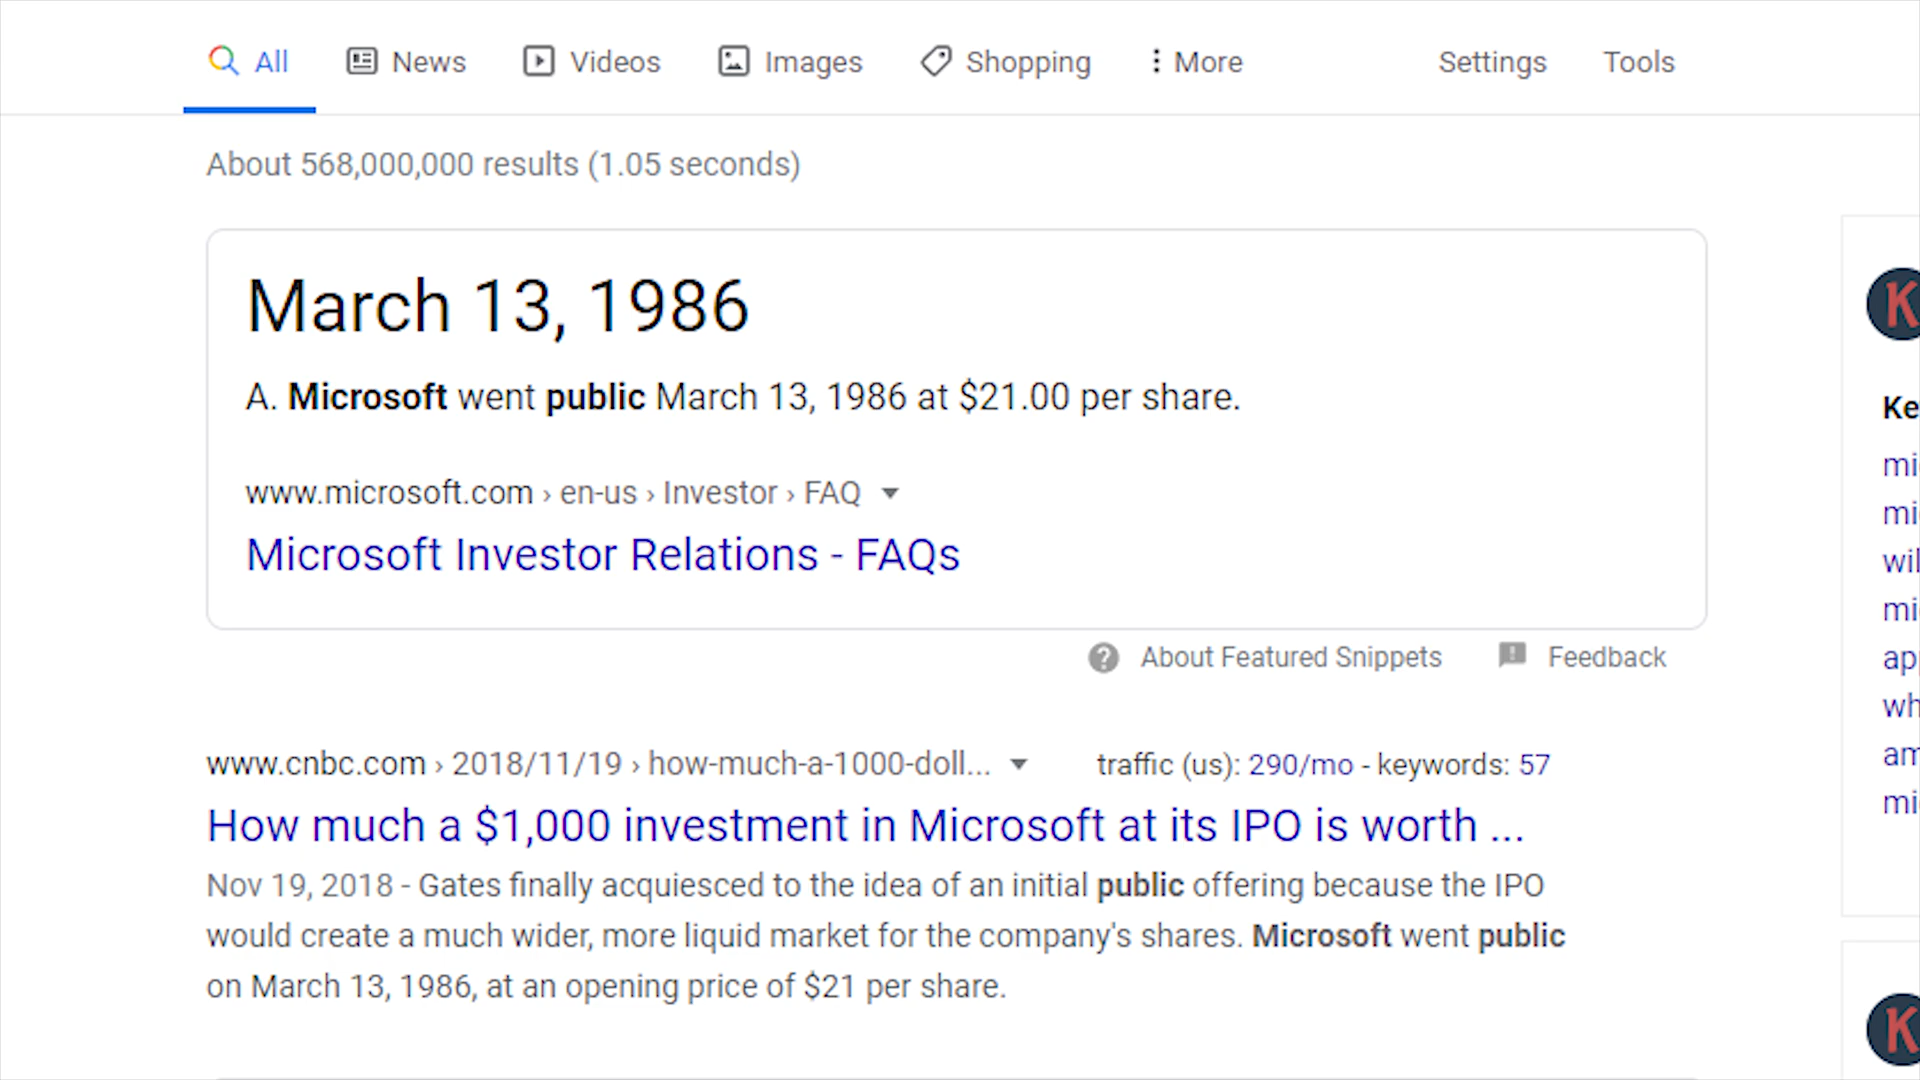 All News Videos Images Shopping More Settings Tools
About 568,000,000 results (1.05 seconds)
March 13, 1986
A. Microsoft went public March 13, 1986 at $21.00 per share.
www.microsoft.com › en-us › Investor › FAQ
Microsoft Investor Relations - FAQs
About Featured Snippets Feedback
www.cnbc.com › 2018/11/19 › how-much-a-1000-doll... traffic (us): 290/mo - keywords: 57
How much a $1,000 investment in Microsoft at its IPO is worth ...
Nov 19, 2018 - Gates finally acquiesced to the idea of an initial public offering because the IPO
would create a much wider, more liquid market for the company's shares. Microsoft went public
on March 13, 1986, at an opening price of $21 per share.
K
K